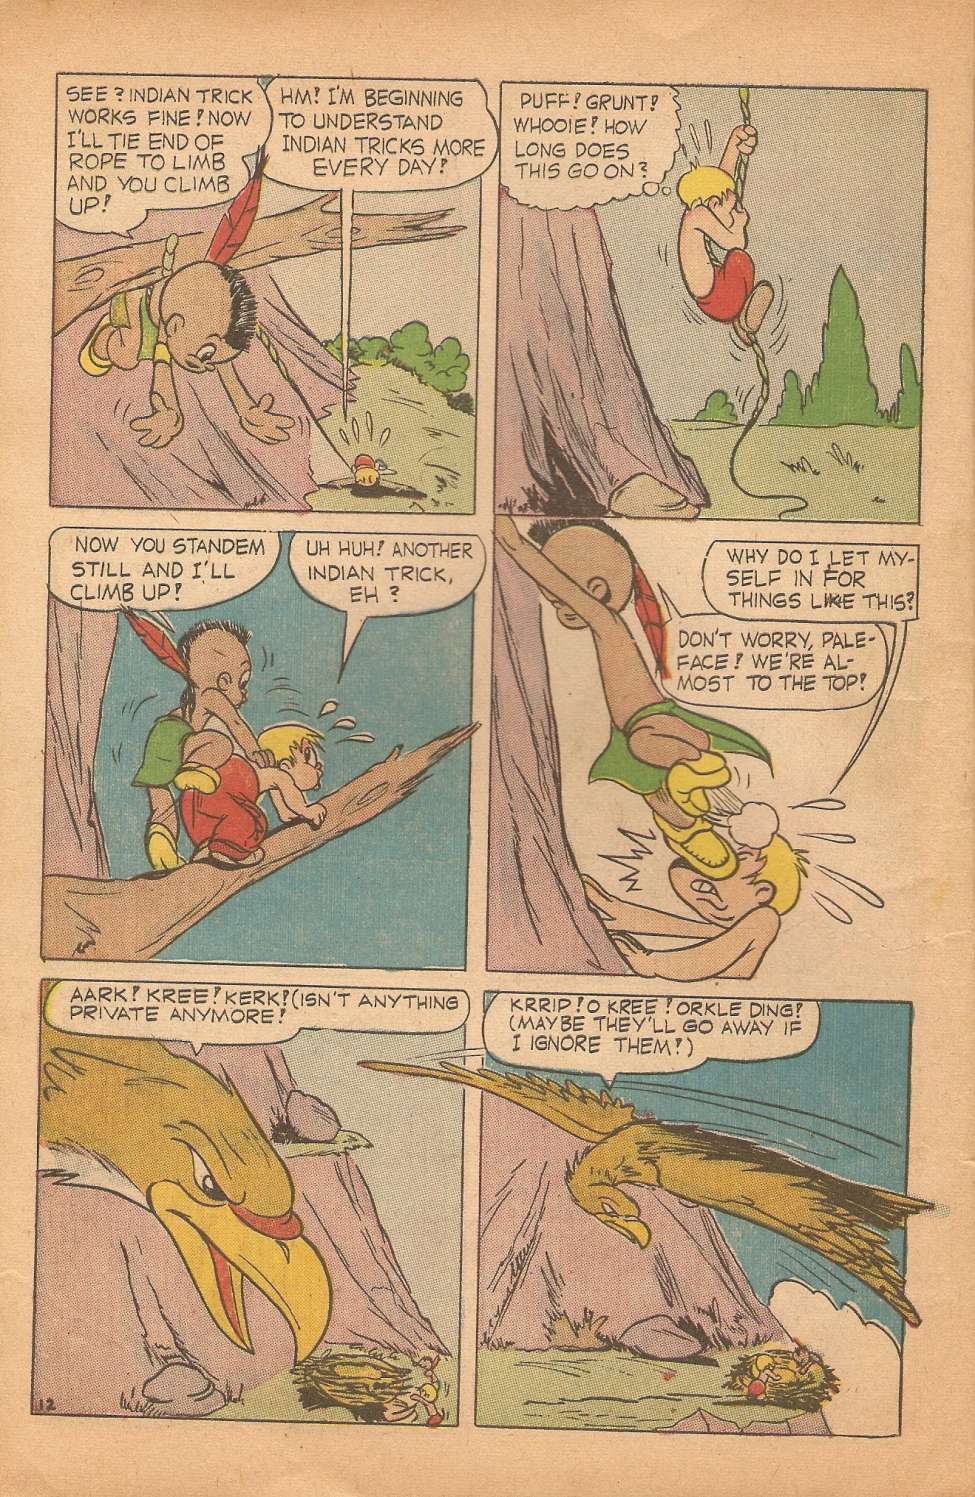 SEE? INDIAN TRICK
WORKS FINE! NOW
I'LL TIE END OF
ROPE TO LIMB
AND YOU CLIMB
UP!
HM! I'M BEGINNING
TO UNDERSTAND
INDIAN TRICKS MORE
EVERY DAY!
PUFF! GRUNT!
WHOOIE! HOW
LONG DOES
THIS GO ON?
NOW YOU STANDEM
STILL AND I'LL
CLIMB UP!
UH HUH! ANOTHER
INDIAN TRICK,
EH?
WHY DO I LET MY-
SELF IN FOR
THINGS LIKE THIS?
DON'T WORRY, PALE-
FACE! WE'RE AL-
MOST TO THE TOP!
AARK! KREE! KERK! (ISN'T ANYTHING
PRIVATE ANYMORE!
KRRIP! O KREE! ORKLE DING!
(MAYBE THEY'LL GO AWAY IF
I IGNORE THEM!)
12